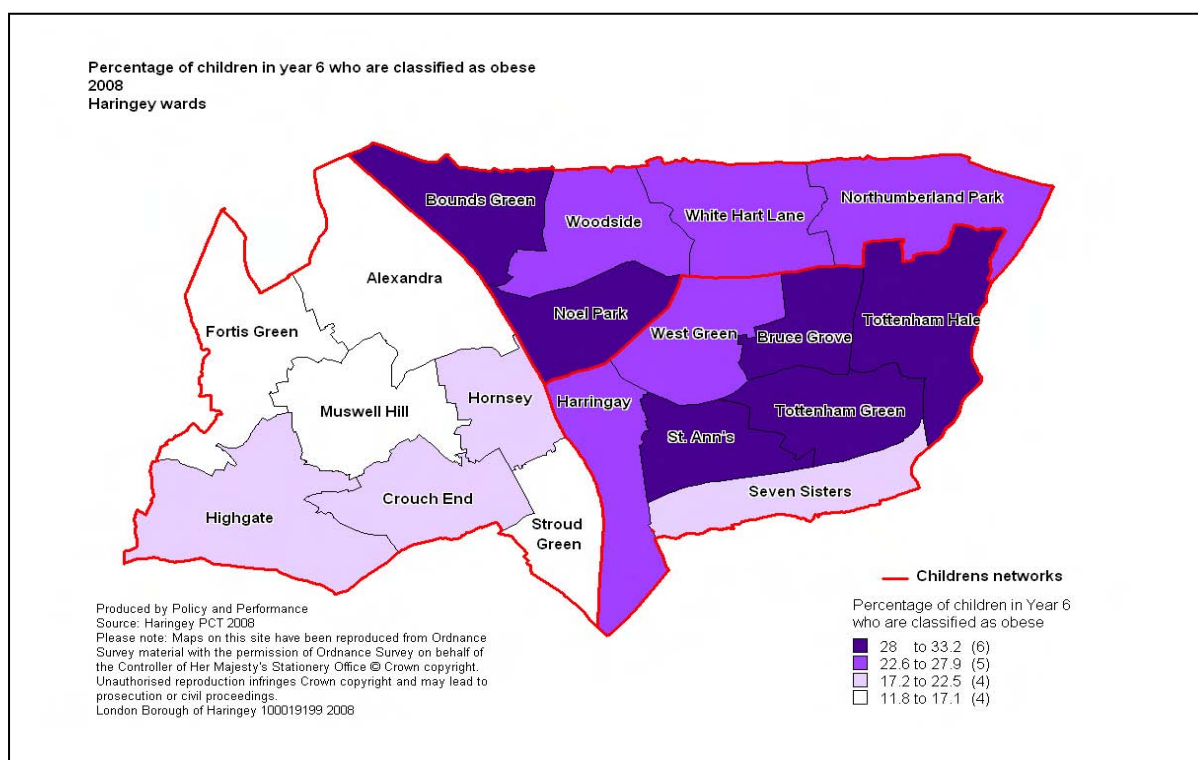 Percentage of children in year 6 who are classified as obese
2008
Haringey wards
Bounds Green
Woodside
White Hart Lane
Northumberland Park
Alexandra
Noel Park
Fortis Green
West Green
Bruce Grove
Tottenham Hale
Muswell Hill
Hornsey
Harringay
Tottenham Green
St. Ann's
Crouch End
Seven Sisters
Highgate
Stroud
Green
Childrens networks
Percentage of children in Year 6
who are classified as obese
28 to 33.2 (6)
22.6 to 27.9 (5)
17.2 to 22.5 (4)
11.8 to 17.1 (4)
Produced by Policy and Performance
Source: Haringey PCT 2008
Please note: Maps on this site have been reproduced from Ordnance
Survey material with the permission of Ordnance Survey on behalf of
the Controller of Her Majesty's Stationery Office © Crown copyright.
Unauthorised reproduction infringes Crown copyright and may lead to
prosecution or civil proceedings.
London Borough of Haringey 100019199 2008